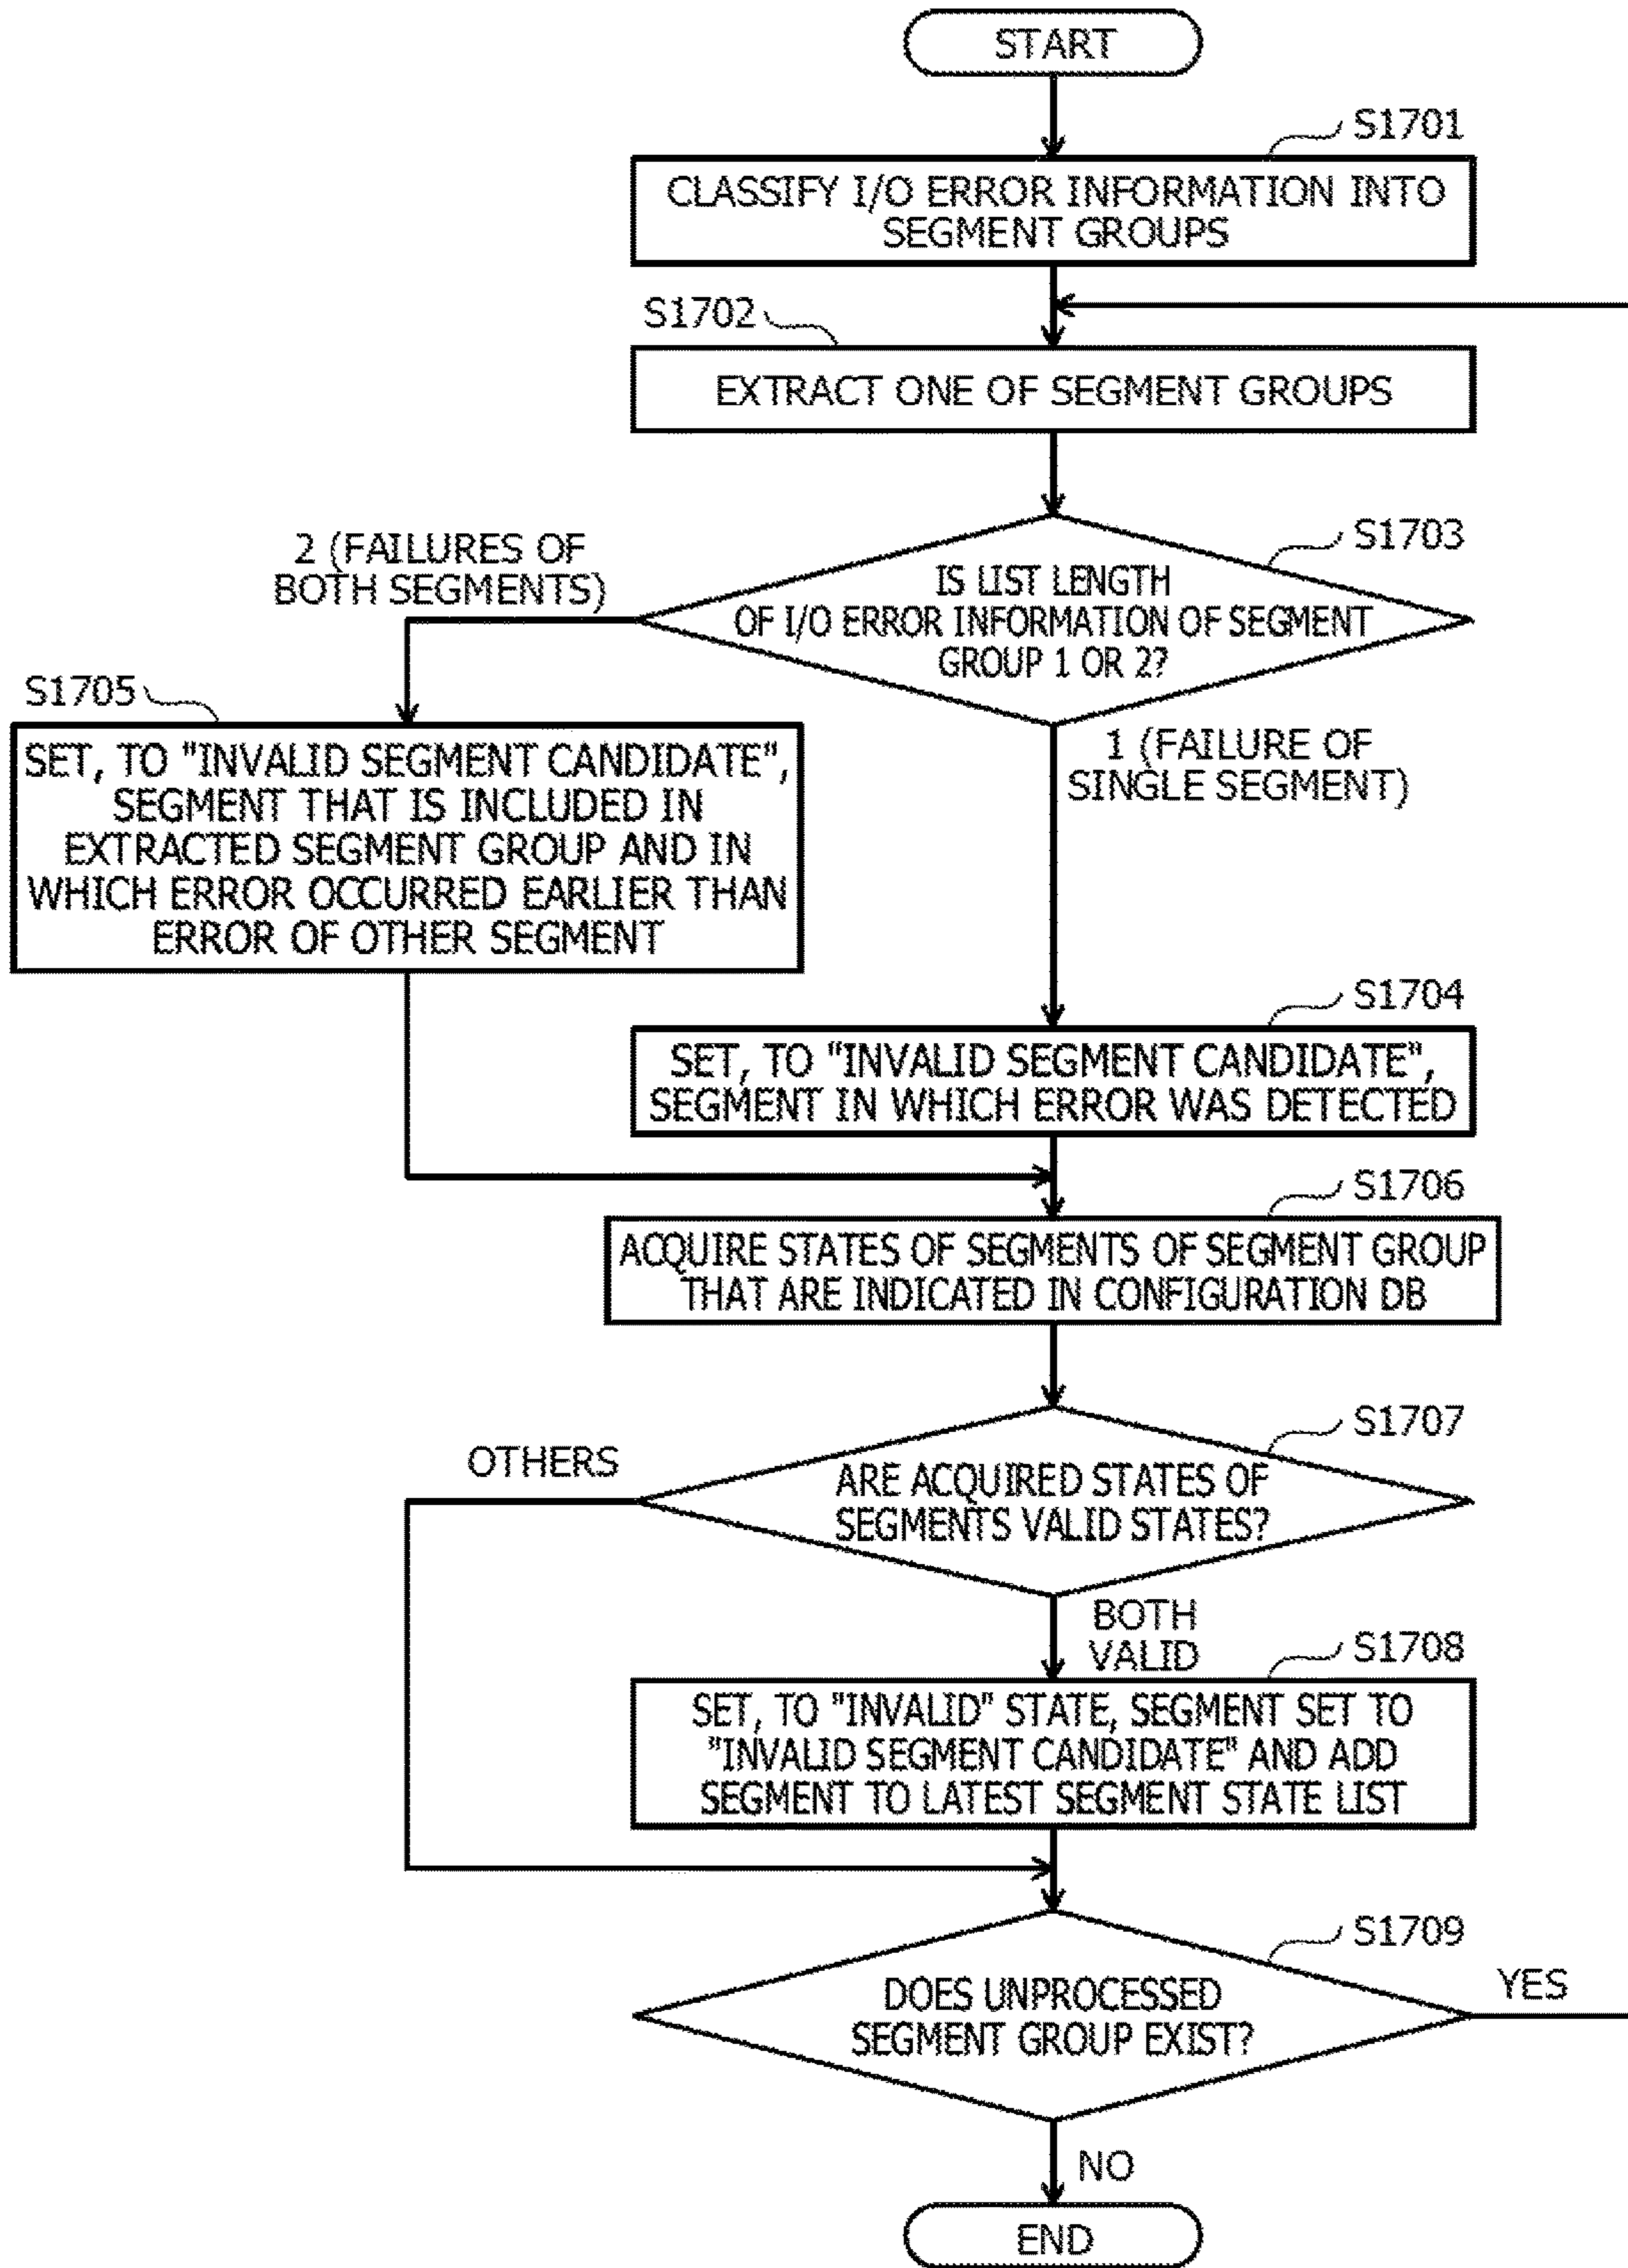 START
S1701
CLASSIFY I/O ERROR INFORMATION INTO
SEGMENT GROUPS
S1702
EXTRACT ONE OF SEGMENT GROUPS
S1703
IS LIST LENGTH
OF I/O ERROR INFORMATION OF SEGMENT
GROUP 1 OR 2?
2 (FAILURES OF
BOTH SEGMENTS)
1 (FAILURE OF
SINGLE SEGMENT)
S1705
SET, TO "INVALID SEGMENT CANDIDATE",
SEGMENT THAT IS INCLUDED IN
EXTRACTED SEGMENT GROUP AND IN
WHICH ERROR OCCURRED EARLIER THAN
ERROR OF OTHER SEGMENT
S1704
SET, TO "INVALID SEGMENT CANDIDATE",
SEGMENT IN WHICH ERROR WAS DETECTED
S1706
ACQUIRE STATES OF SEGMENTS OF SEGMENT GROUP
THAT ARE INDICATED IN CONFIGURATION DB
S1707
ARE ACQUIRED STATES OF
SEGMENTS VALID STATES?
OTHERS
BOTH
VALID
S1708
SET, TO "INVALID" STATE, SEGMENT SET TO
"INVALID SEGMENT CANDIDATE" AND ADD
SEGMENT TO LATEST SEGMENT STATE LIST
S1709
DOES UNPROCESSED
SEGMENT GROUP EXIST?
YES
NO
END